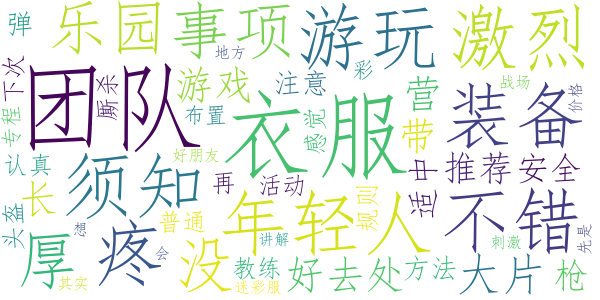 乐园 事项 游玩 激烈
弹 地方
下次 厮杀 团队 游戏 注意 彩 营 装备 战场
专程 布置 感觉 衣服 带 价格
认真 须知 好朋友 再 活动 适中 推荐 安全
头盔 长 普通 年轻人 规则 不错
想 讲解 刺激 先是
厚 疼 会 没 教练 好去处 方法 大片 枪
其实 迷彩服